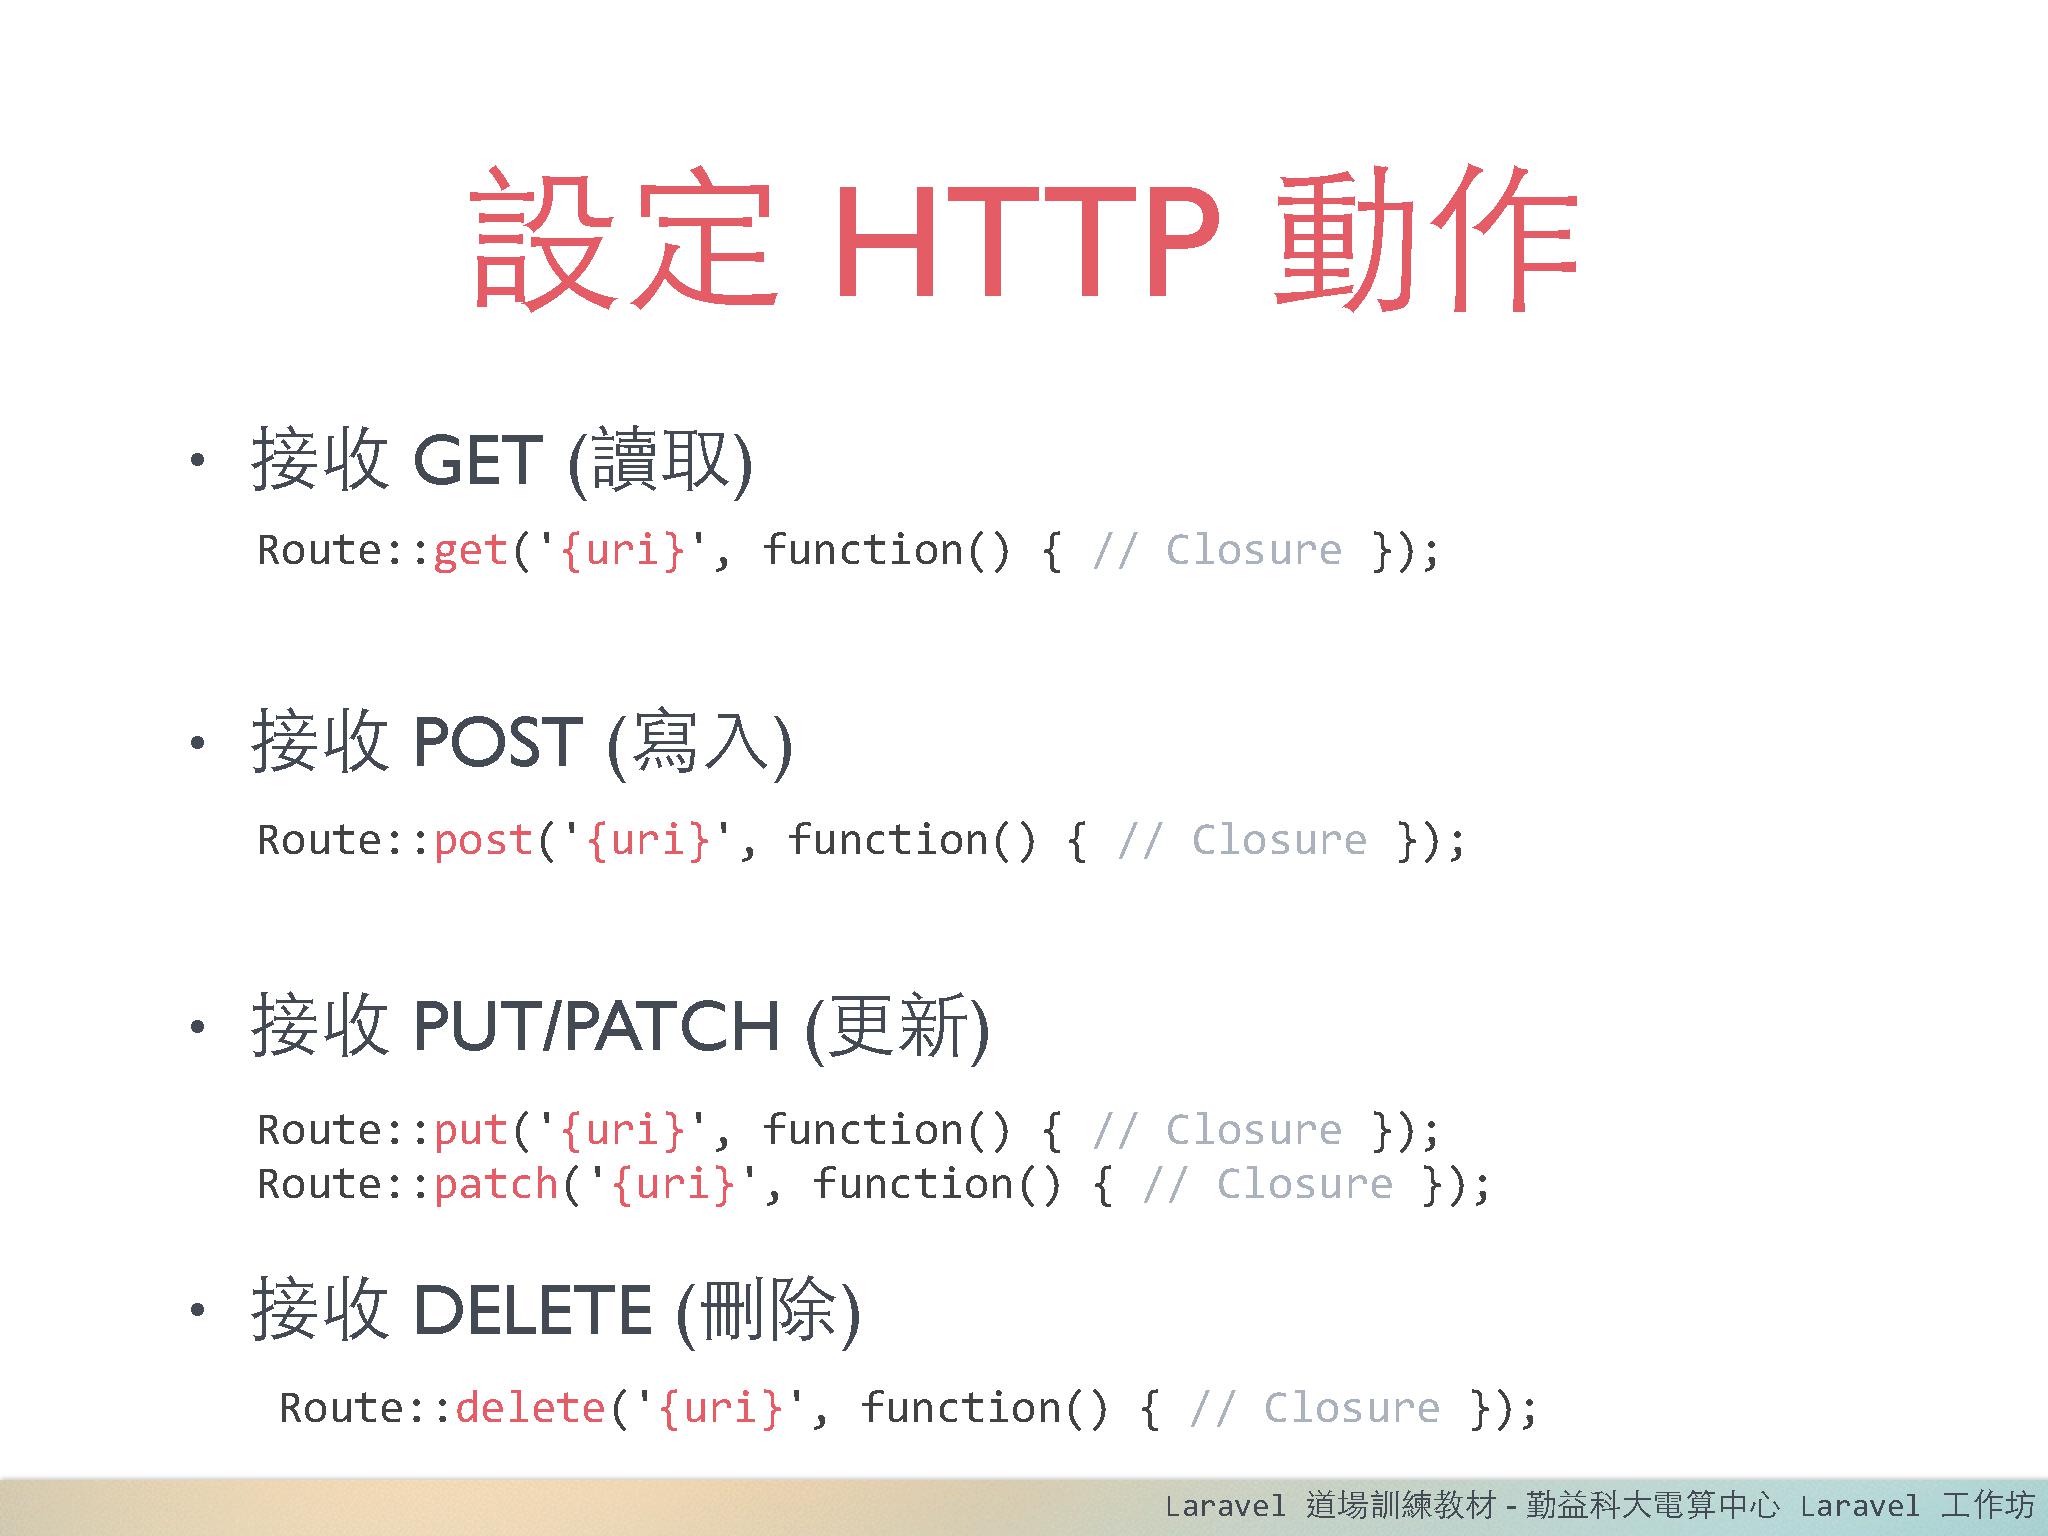 設定 HTTP 動作
• 接收 GET (讀取)
Route::get('{uri}', function() { // Closure });
• 接收 POST (寫入)
Route::post('{uri}', function() { // Closure });
• 接收 PUT/PATCH (更新)
Route::put('{uri}', function() { // Closure });
Route::patch('{uri}', function() { // Closure });
• 接收 DELETE (刪除)
Route::delete('{uri}', function() { // Closure });
Laravel 道場訓練教材 - 勤益科大電算中心 Laravel 工作坊